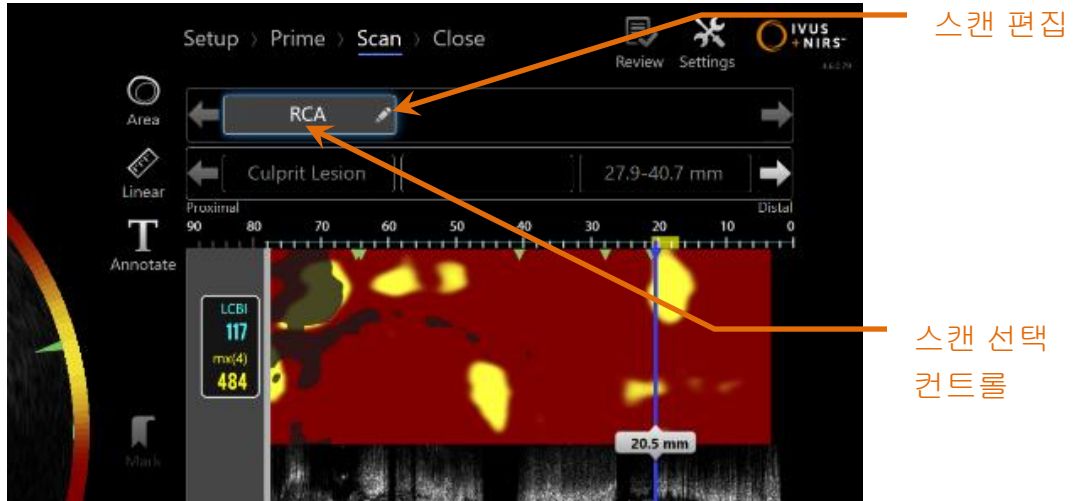 스캔 편집
Setup > Prime > Scan > Close
Review Settings
IVUS
+NIRS™
Area
RCA
Linear
Culprit Lesion
27.9-40.7 mm
Proximal
Distal
90 80 70 60 50 40 30 20 10 0
Annotate
LCBI
117
mx(4)
484
스캔 선택
컨트롤
20.5 mm
Mark